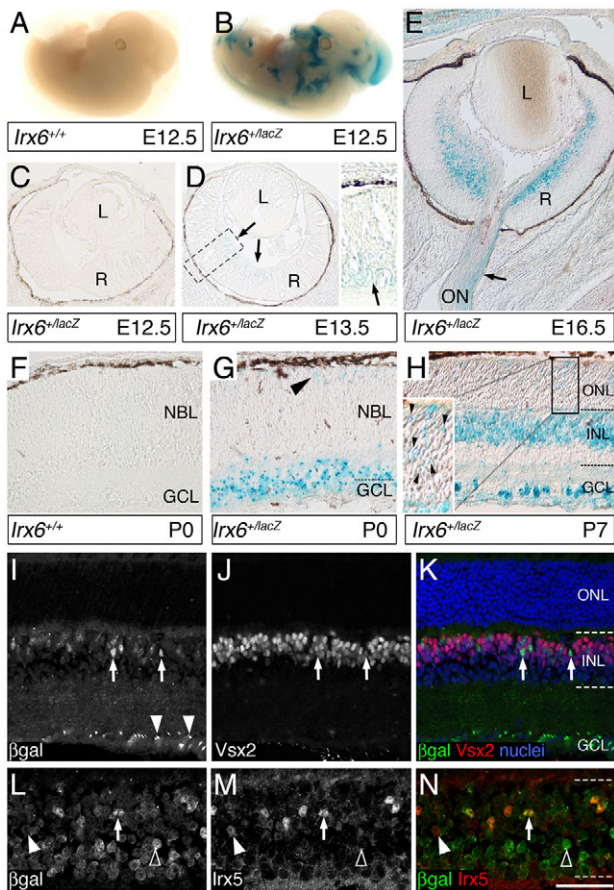 A
B
E
Irx6+/+ E12.5
Irx6+/lacZ E12.5
C
D
L
R
L
R
L
R
ON
Irx6+/lacZ E12.5
Irx6+/lacZ E13.5
Irx6+/lacZ E16.5
F
G
H
NBL
GCL
NBL
GCL
ONL
INL
GCL
Irx6+/+ P0
Irx6+/lacZ P0
Irx6+/lacZ P7
I
J
K
ONL
INL
GCL
βgal
Vsx2
βgal Vsx2 nuclei
L
M
N
βgal
Irx5
βgal Irx5